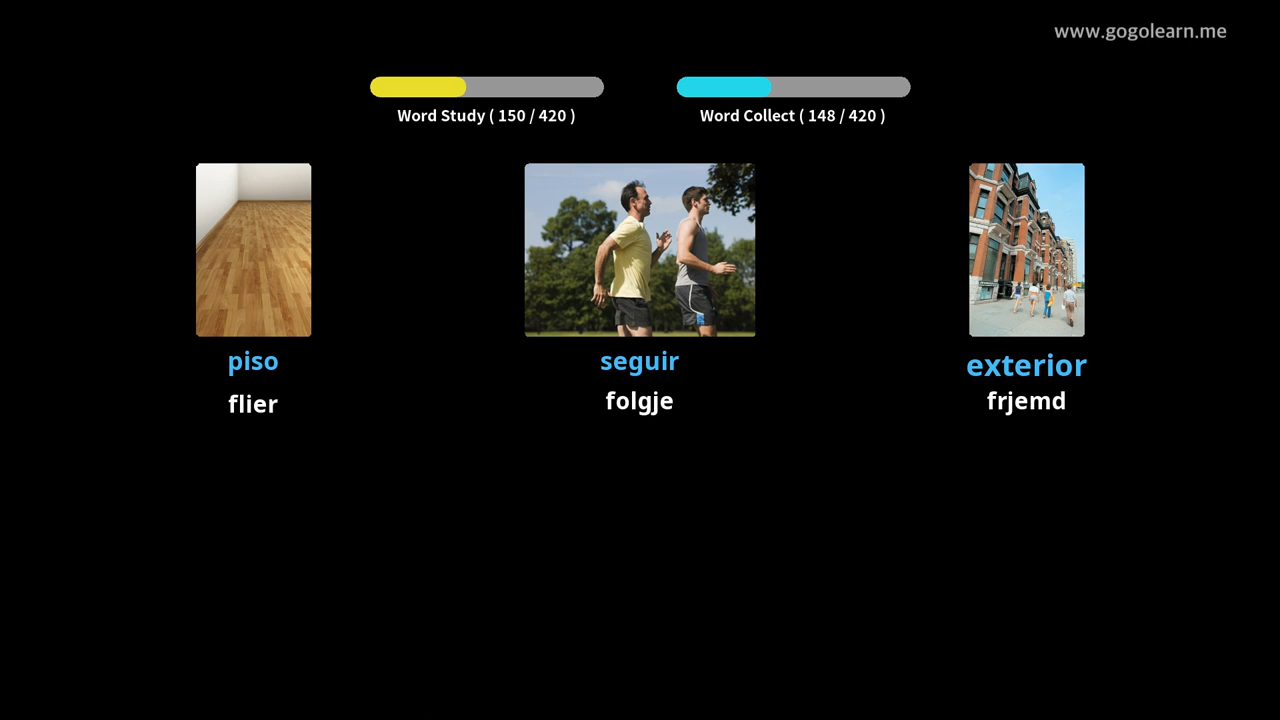 www.gogolearn.me
Word Study ( 150 / 420 )
Word Collect ( 148 / 420 )
piso
seguir
exterior
flier
folgje
frjemd